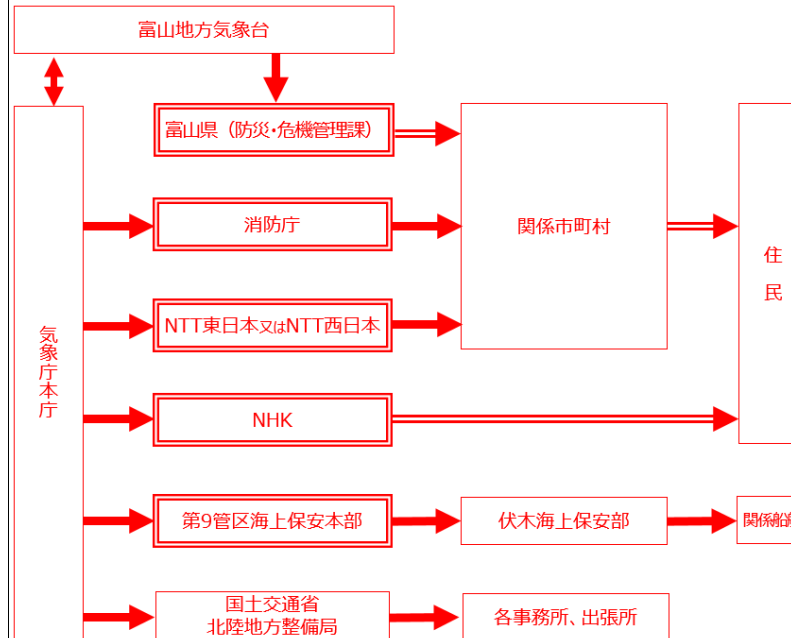 富山地方気象台
富山県（防災・危機管理課）
消防庁
関係市町村
住民
NTT東日本又はNTT西日本
気象庁本庁
NHK
第9管区海上保安本部
伏木海上保安部
関係船
国土交通省
北陸地方整備局
各事務所、出張所